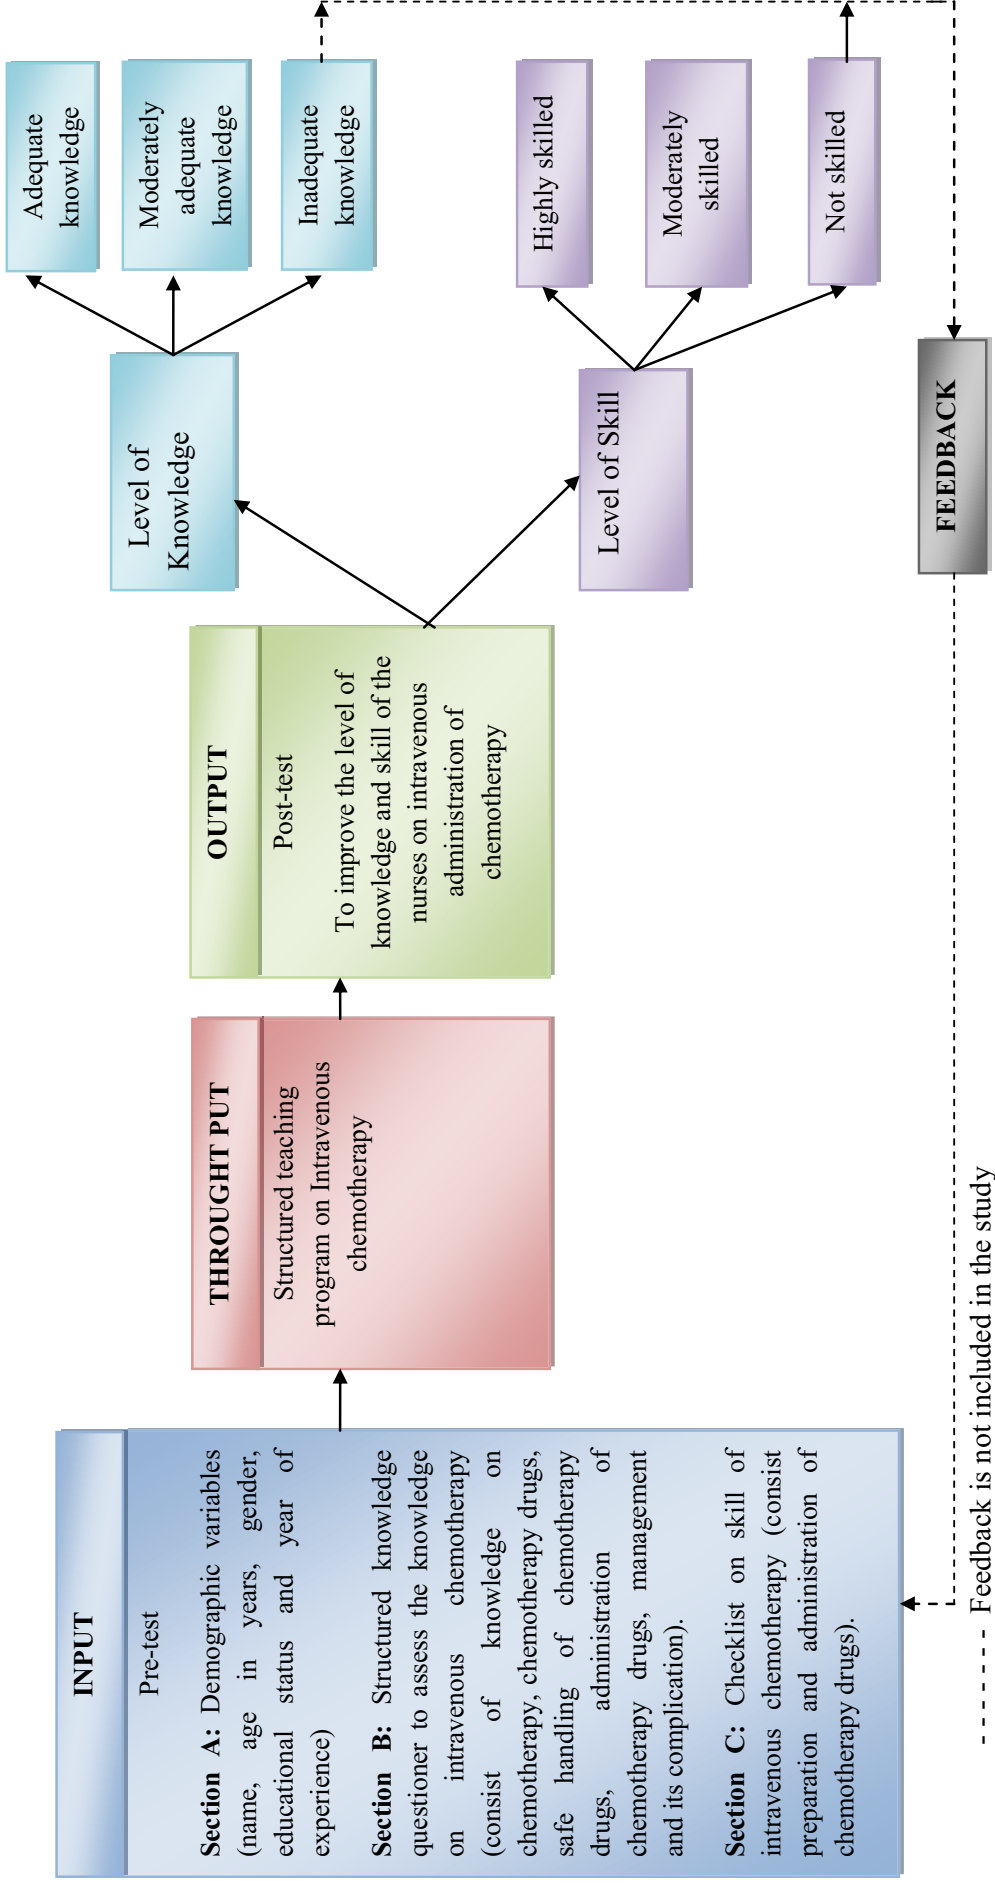 INPUT
Pre-test
Section A: Demographic variables
(name, age in years, gender,
educational status and year of
experience)
Section B: Structured knowledge
questioner to assess the knowledge
on intravenous chemotherapy
(consist of knowledge on
chemotherapy, chemotherapy drugs,
safe handling of chemotherapy
drugs, administration of
chemotherapy drugs, management
and its complication).
Section C: Checklist on skill of
intravenous chemotherapy (consist
preparation and administration of
chemotherapy drugs).
THROUGHT PUT
Structured teaching
program on Intravenous
chemotherapy
OUTPUT
Post-test
To improve the level of
knowledge and skill of the
nurses on intravenous
administration of
chemotherapy
Level of
Knowledge
Adequate
knowledge
Moderately
adequate
knowledge
Inadequate
knowledge
Level of Skill
Highly skilled
Moderately
skilled
Not skilled
FEEDBACK
Feedback is not included in the study